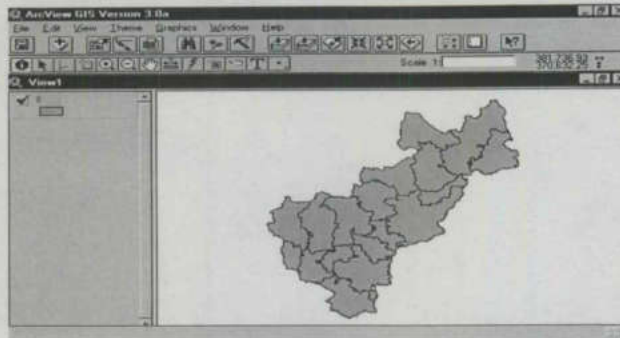 ArcView GIS Version 3.0a
File Edit View Theme Graphics Window Help
Scale 1:
View1